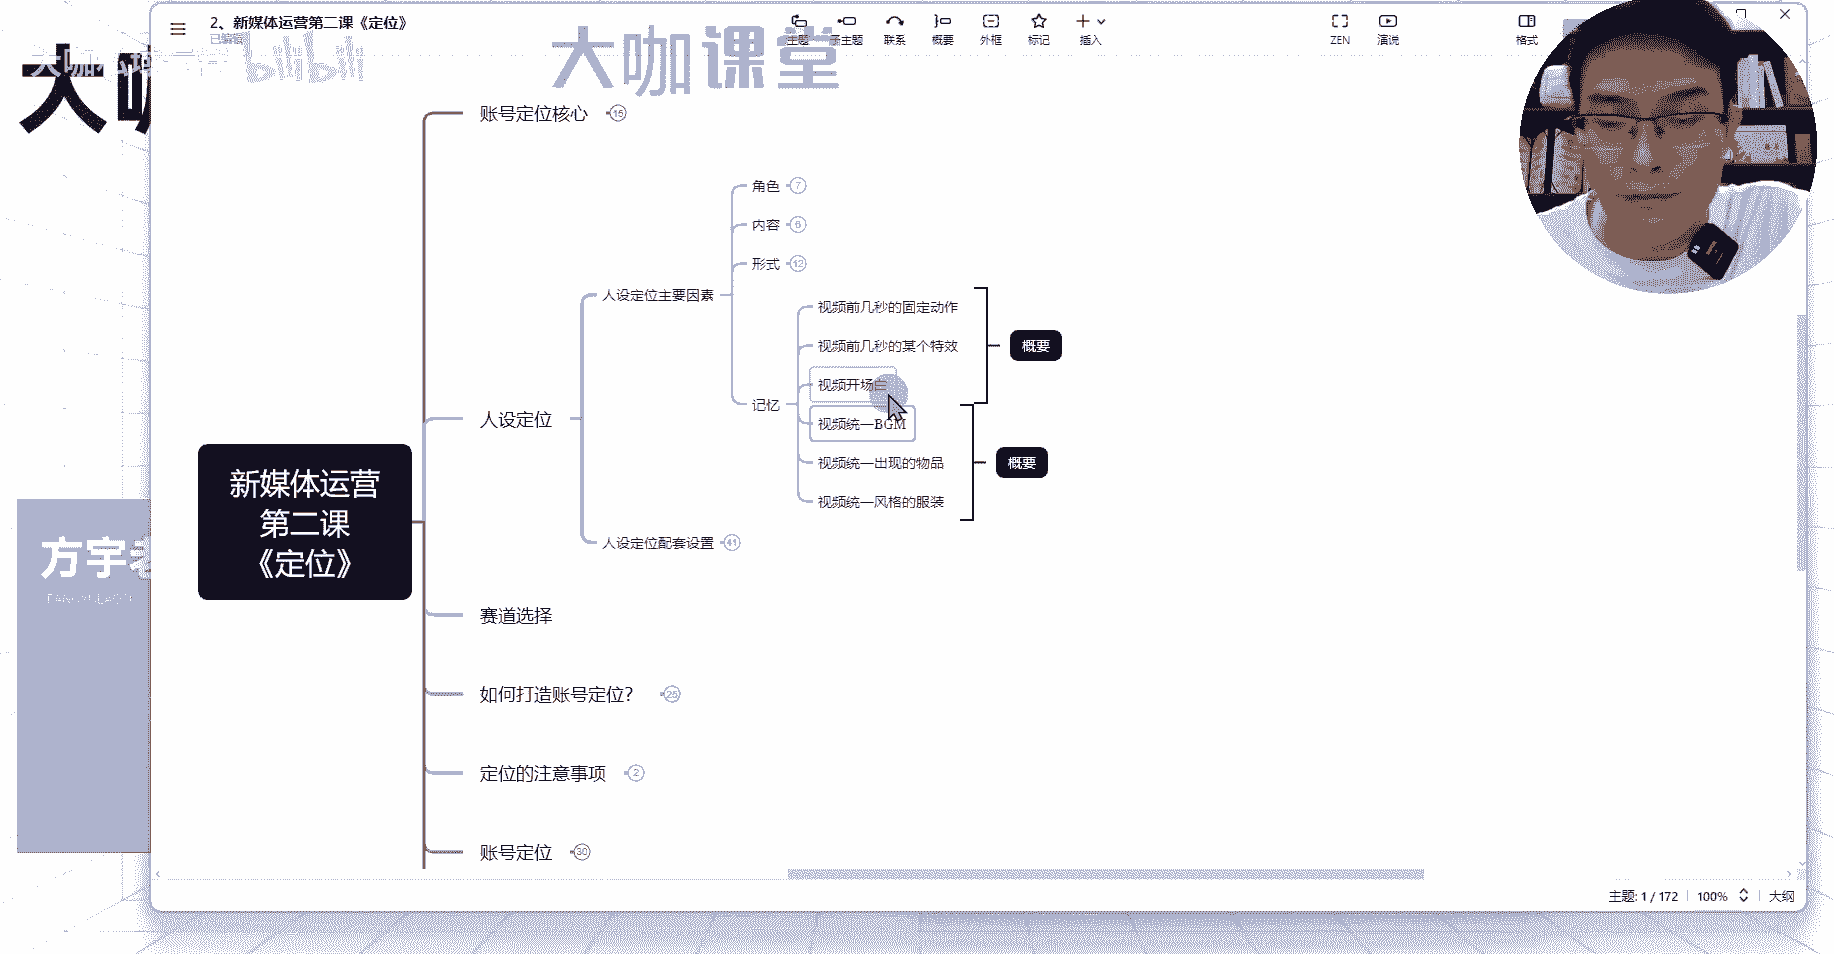 2、新媒体运营第二课《定位》
已编辑
主题
子主题
联系
概要
外框
标记
插入
ZEN
演说
格式
bilibili
大咖课堂
大咖
账号定位核心 15
角色 7
内容 6
形式 12
人设定位主要因素
视频前几秒的固定动作
视频前几秒的某个特效
概要
视频开场白
记忆
人设定位
视频统一BGM
视频统一出现的物品
概要
视频统一风格的服装
新媒体运营
第二课
《定位》
人设定位配套设置 41
方宇老
赛道选择
如何打造账号定位? 25
定位的注意事项 2
账号定位 30
主题: 1 / 172
100%
大纲